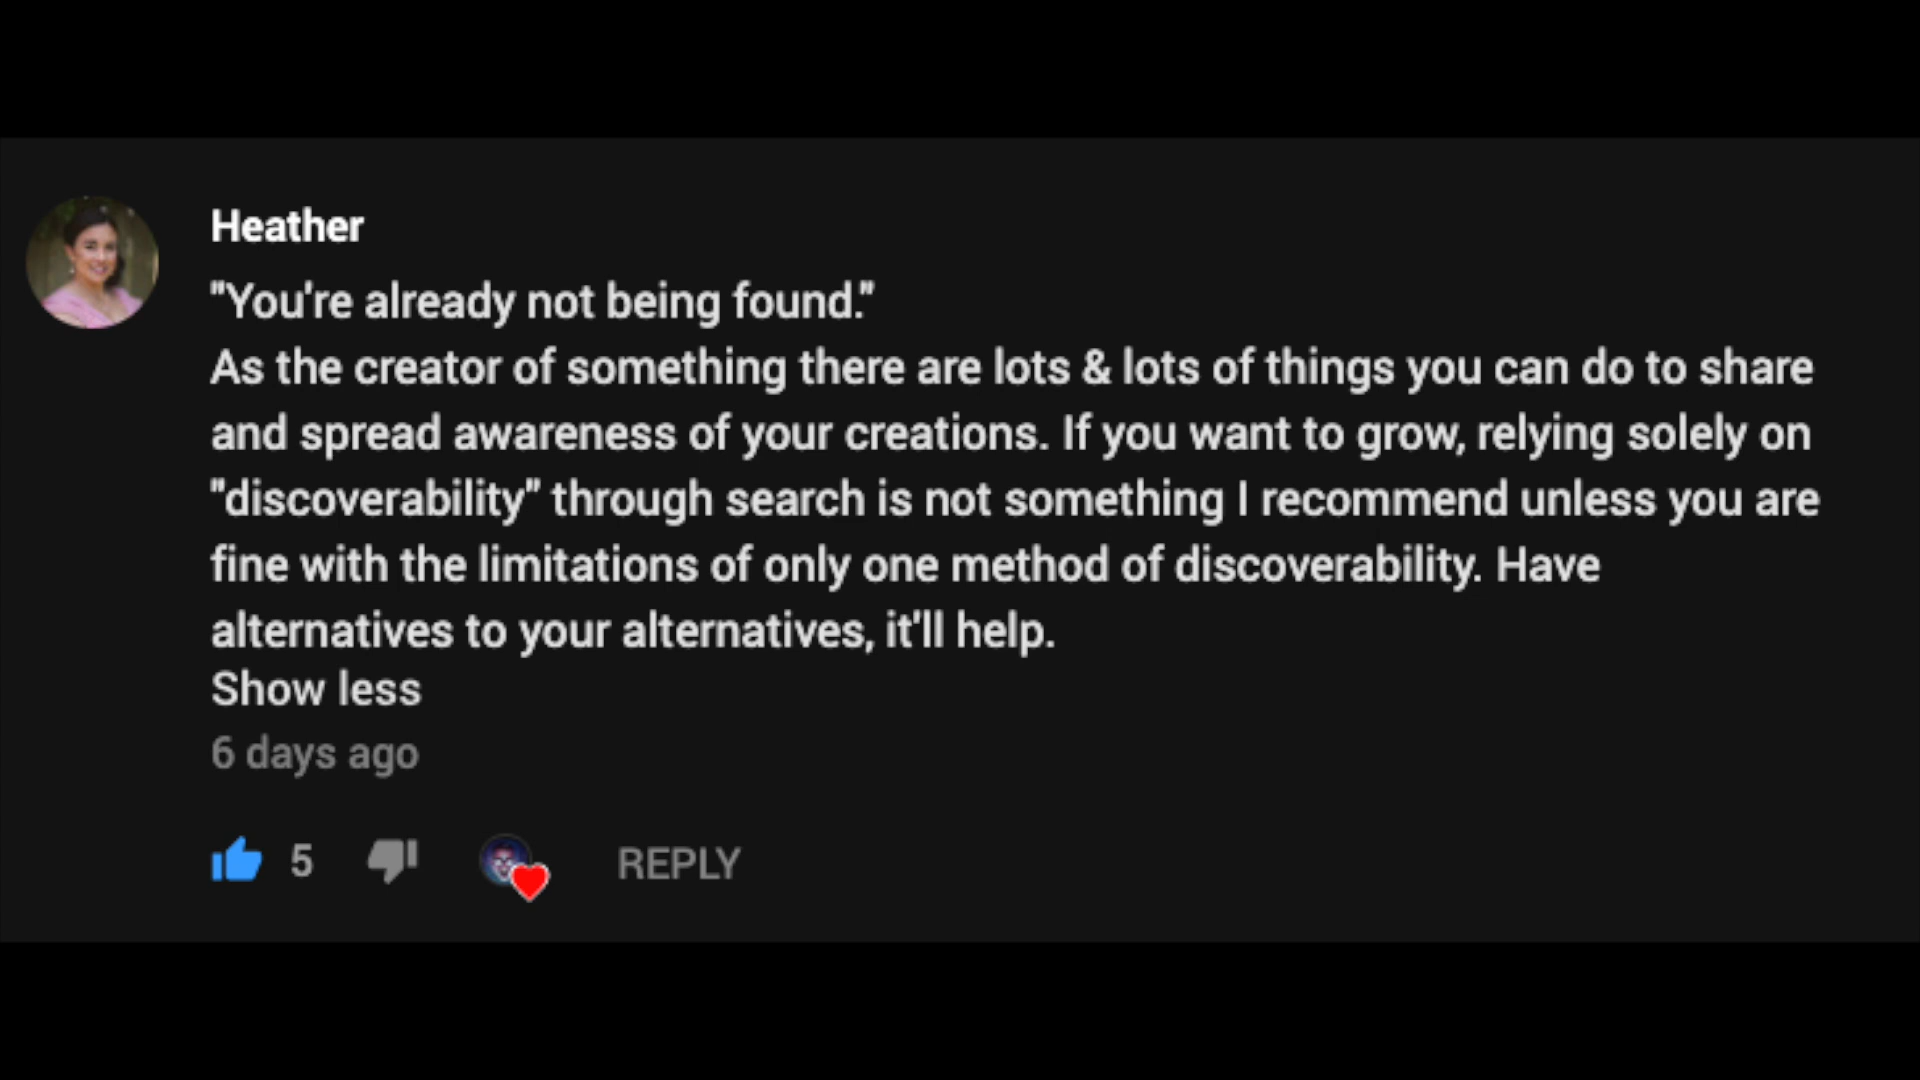 Heather
"You're already not being found."
As the creator of something there are lots & lots of things you can do to share
and spread awareness of your creations. If you want to grow, relying solely on
"discoverability" through search is not something I recommend unless you are
fine with the limitations of only one method of discoverability. Have
alternatives to your alternatives, it'll help.
Show less
6 days ago
5 REPLY